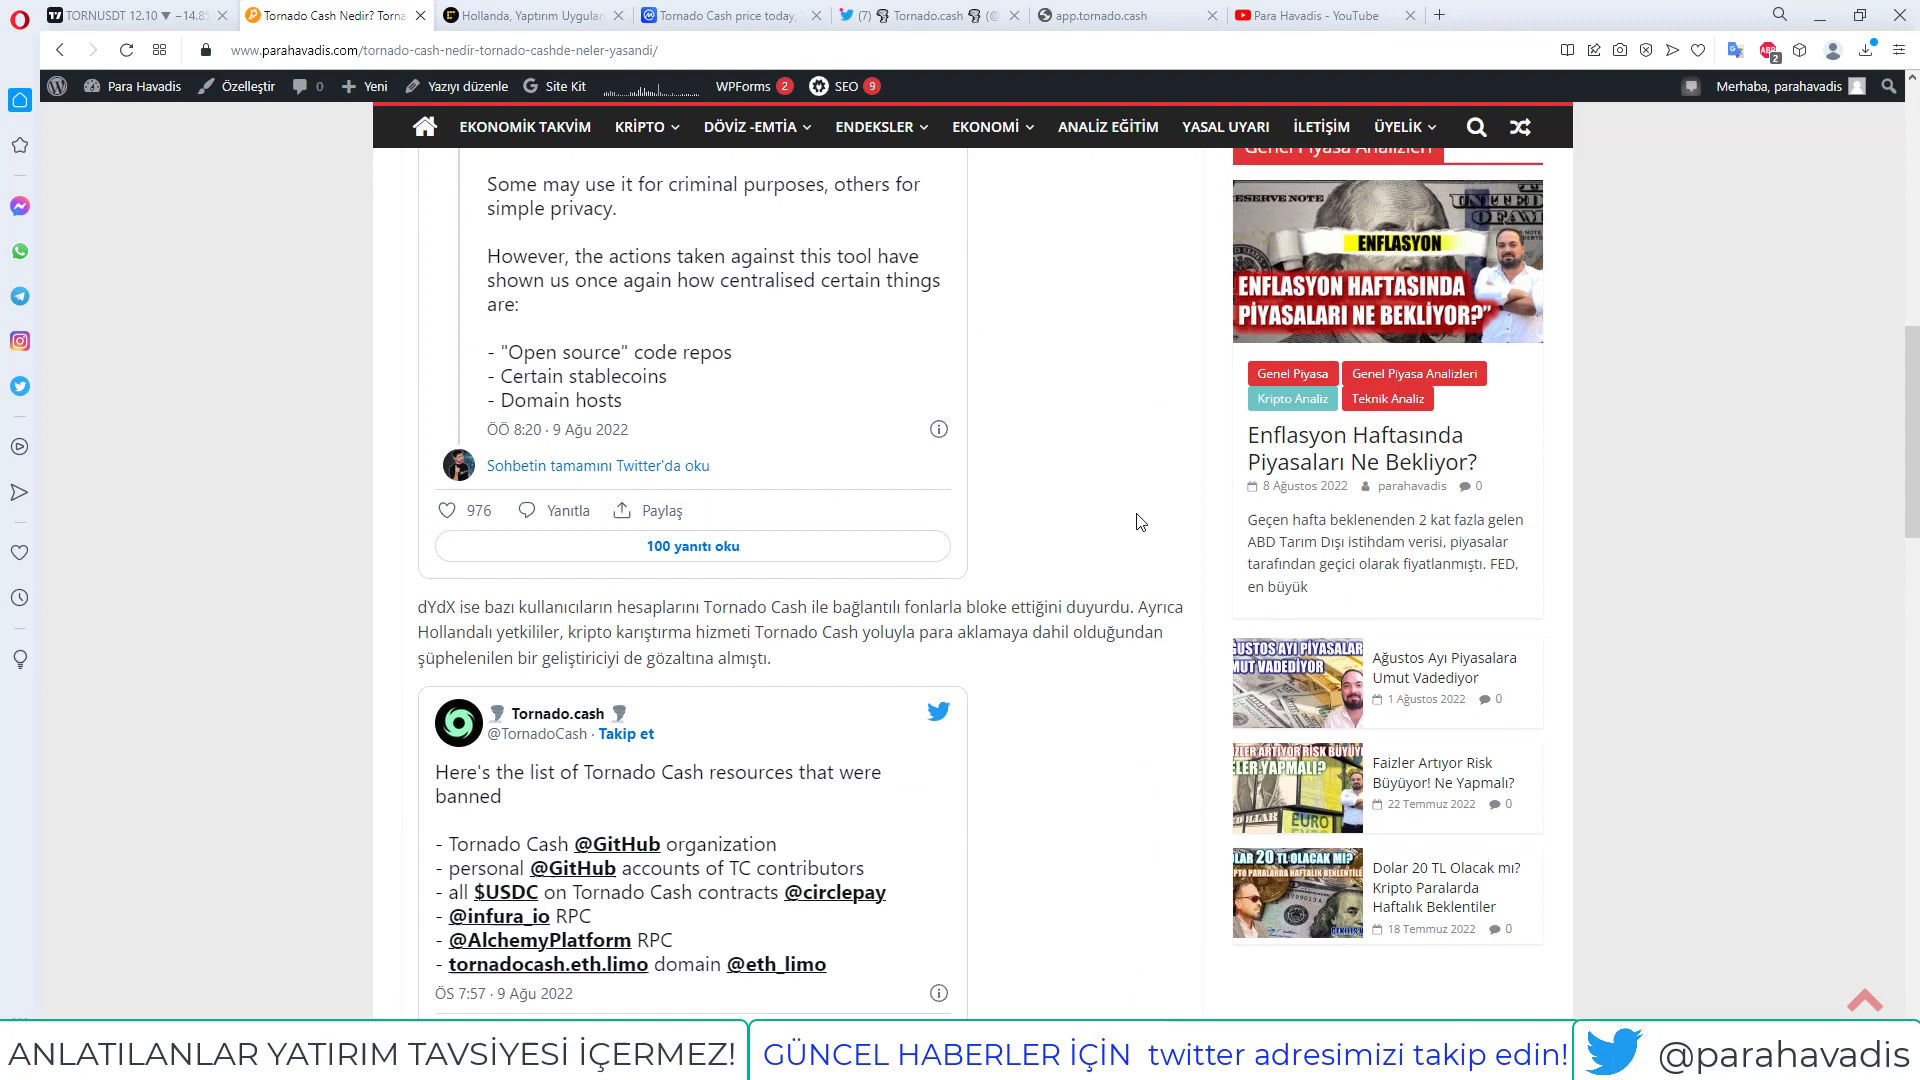 TORNUSDT 12.10 ▼ −14.85
Tornado Cash Nedir? Torna
Hollanda, Yaptırım Uygulan
Tornado Cash price today,
(7) 🌪 Tornado.cash 🌪 (@
app.tornado.cash
Para Havadis - YouTube
www.parahavadis.com/tornado-cash-nedir-tornado-cashde-neler-yasandi/
2
Para Havadis
Özelleştir
0
Yeni
Yazıyı düzenle
Site Kit
WPForms 2
SEO 9
Merhaba, parahavadis
EKONOMİK TAKVİM
KRİPTO
DÖVİZ -EMTİA
ENDEKSLER
EKONOMİ
ANALİZ EĞİTİM
YASAL UYARI
İLETİŞİM
ÜYELİK
Some may use it for criminal purposes, others for
simple privacy.
However, the actions taken against this tool have
shown us once again how centralised certain things
are:
- "Open source" code repos
- Certain stablecoins
- Domain hosts
ÖÖ 8:20 · 9 Ağu 2022
Sohbetin tamamını Twitter'da oku
976
Yanıtla
Paylaş
100 yanıtı oku
dYdX ise bazı kullanıcıların hesaplarını Tornado Cash ile bağlantılı fonlarla bloke ettiğini duyurdu. Ayrıca
Hollandalı yetkililer, kripto karıştırma hizmeti Tornado Cash yoluyla para aklamaya dahil olduğundan
şüphelenilen bir geliştiriciyi de gözaltına almıştı.
🌪 Tornado.cash 🌪
@TornadoCash · Takip et
Here's the list of Tornado Cash resources that were
banned
- Tornado Cash @GitHub organization
- personal @GitHub accounts of TC contributors
- all $USDC on Tornado Cash contracts @circlepay
- @infura_io RPC
- @AlchemyPlatform RPC
- tornadocash.eth.limo domain @eth_limo
ÖS 7:57 · 9 Ağu 2022
Genel Piyasa Analizleri
ENFLASYON
ENFLASYON HAFTASINDA
PİYASALARI NE BEKLİYOR?"
Genel Piyasa
Genel Piyasa Analizleri
Kripto Analiz
Teknik Analiz
Enflasyon Haftasında
Piyasaları Ne Bekliyor?
8 Ağustos 2022
parahavadis
0
Geçen hafta beklenenden 2 kat fazla gelen
ABD Tarım Dışı istihdam verisi, piyasalar
tarafından geçici olarak fiyatlanmıştı. FED,
en büyük
Ağustos Ayı Piyasalara
Umut Vadediyor
1 Ağustos 2022
0
Faizler Artıyor Risk
Büyüyor! Ne Yapmalı?
22 Temmuz 2022
0
Dolar 20 TL Olacak mı?
Kripto Paralarda
Haftalık Beklentiler
18 Temmuz 2022
0
ANLATILANLAR YATIRIM TAVSİYESİ İÇERMEZ!
GÜNCEL HABERLER İÇİN twitter adresimizi takip edin!
@parahavadis